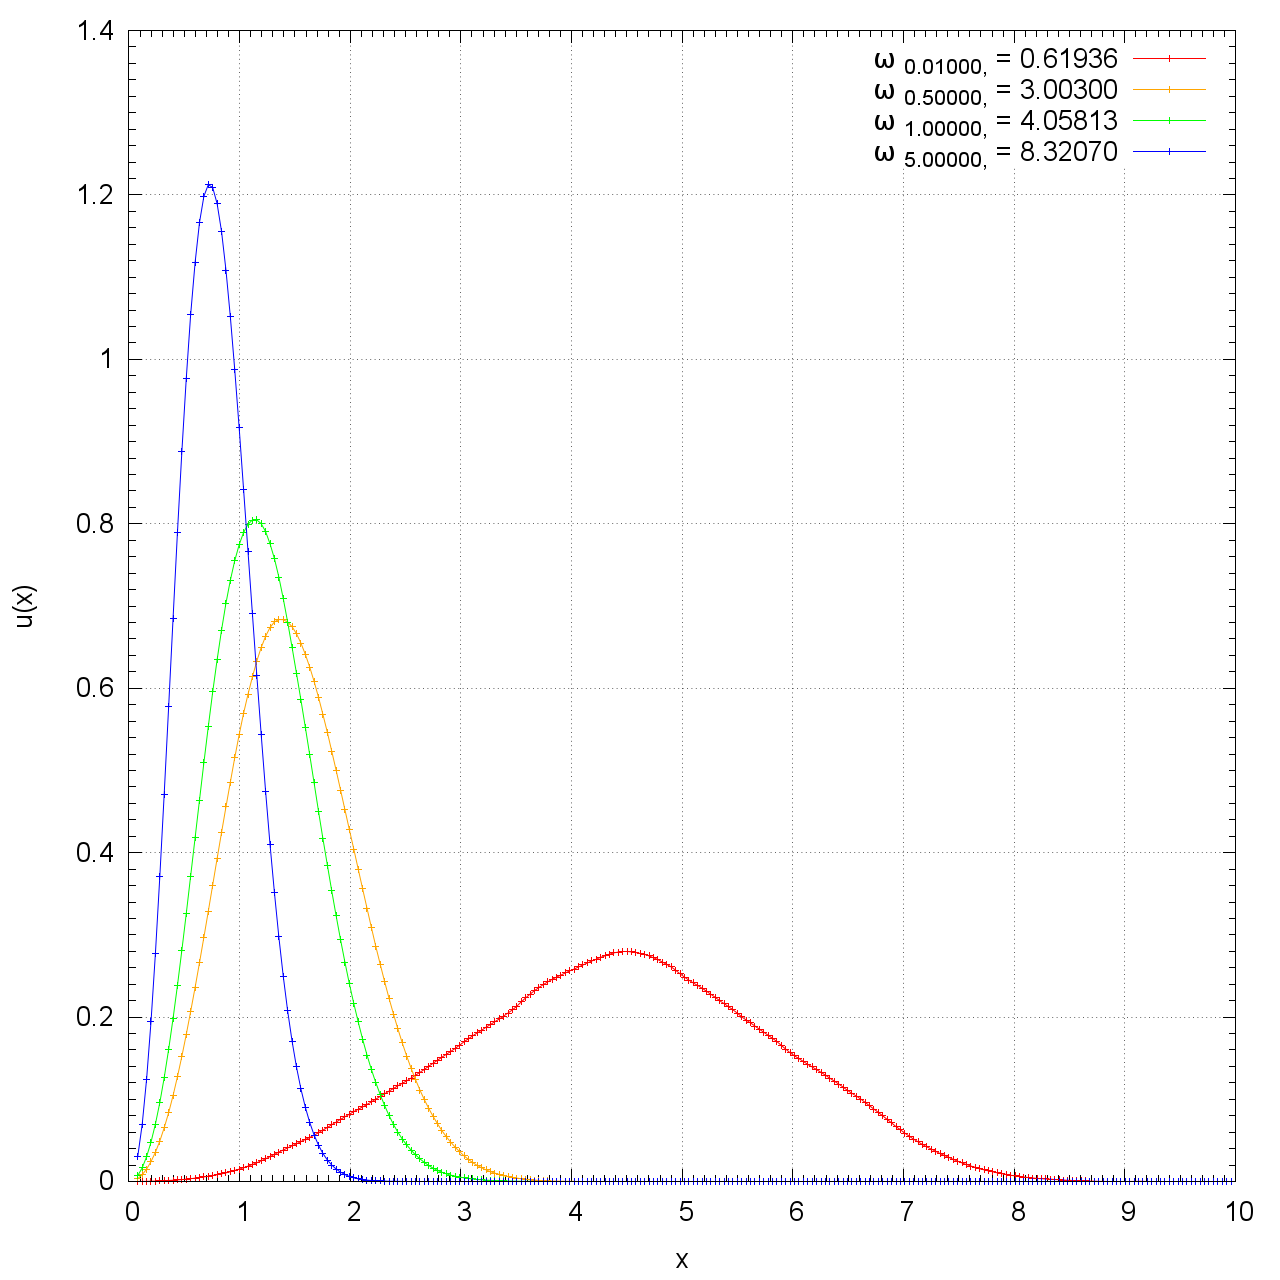 1.4
ω 0.01000, = 0.61936
ω 0.50000, = 3.00300
ω 1.00000, = 4.05813
ω 5.00000, = 8.32070
1.2
1
0.8
0.6
0.4
0.2
0
u(x)
0 1 2 3 4 5 6 7 8 9 10
x